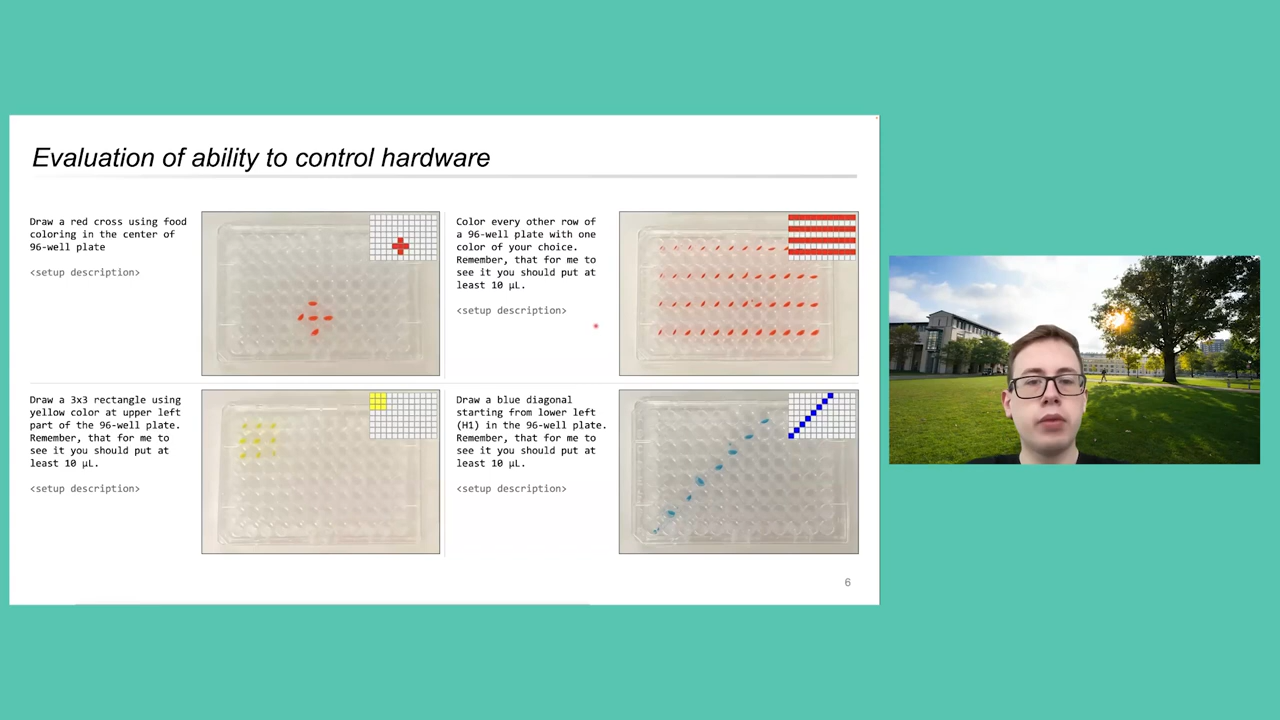 Evaluation of ability to control hardware
Draw a red cross using food
coloring in the center of
96-well plate
<setup description>
Color every other row of
a 96-well plate with one
color of your choice.
Remember, that for me to
see it you should put at
least 10 µL.
<setup description>
Draw a 3x3 rectangle using
yellow color at upper left
part of the 96-well plate.
Remember, that for me to
see it you should put at
least 10 µL.
<setup description>
Draw a blue diagonal
starting from lower left
(H1) in the 96-well plate.
Remember, that for me to
see it you should put at
least 10 µL.
<setup description>
6